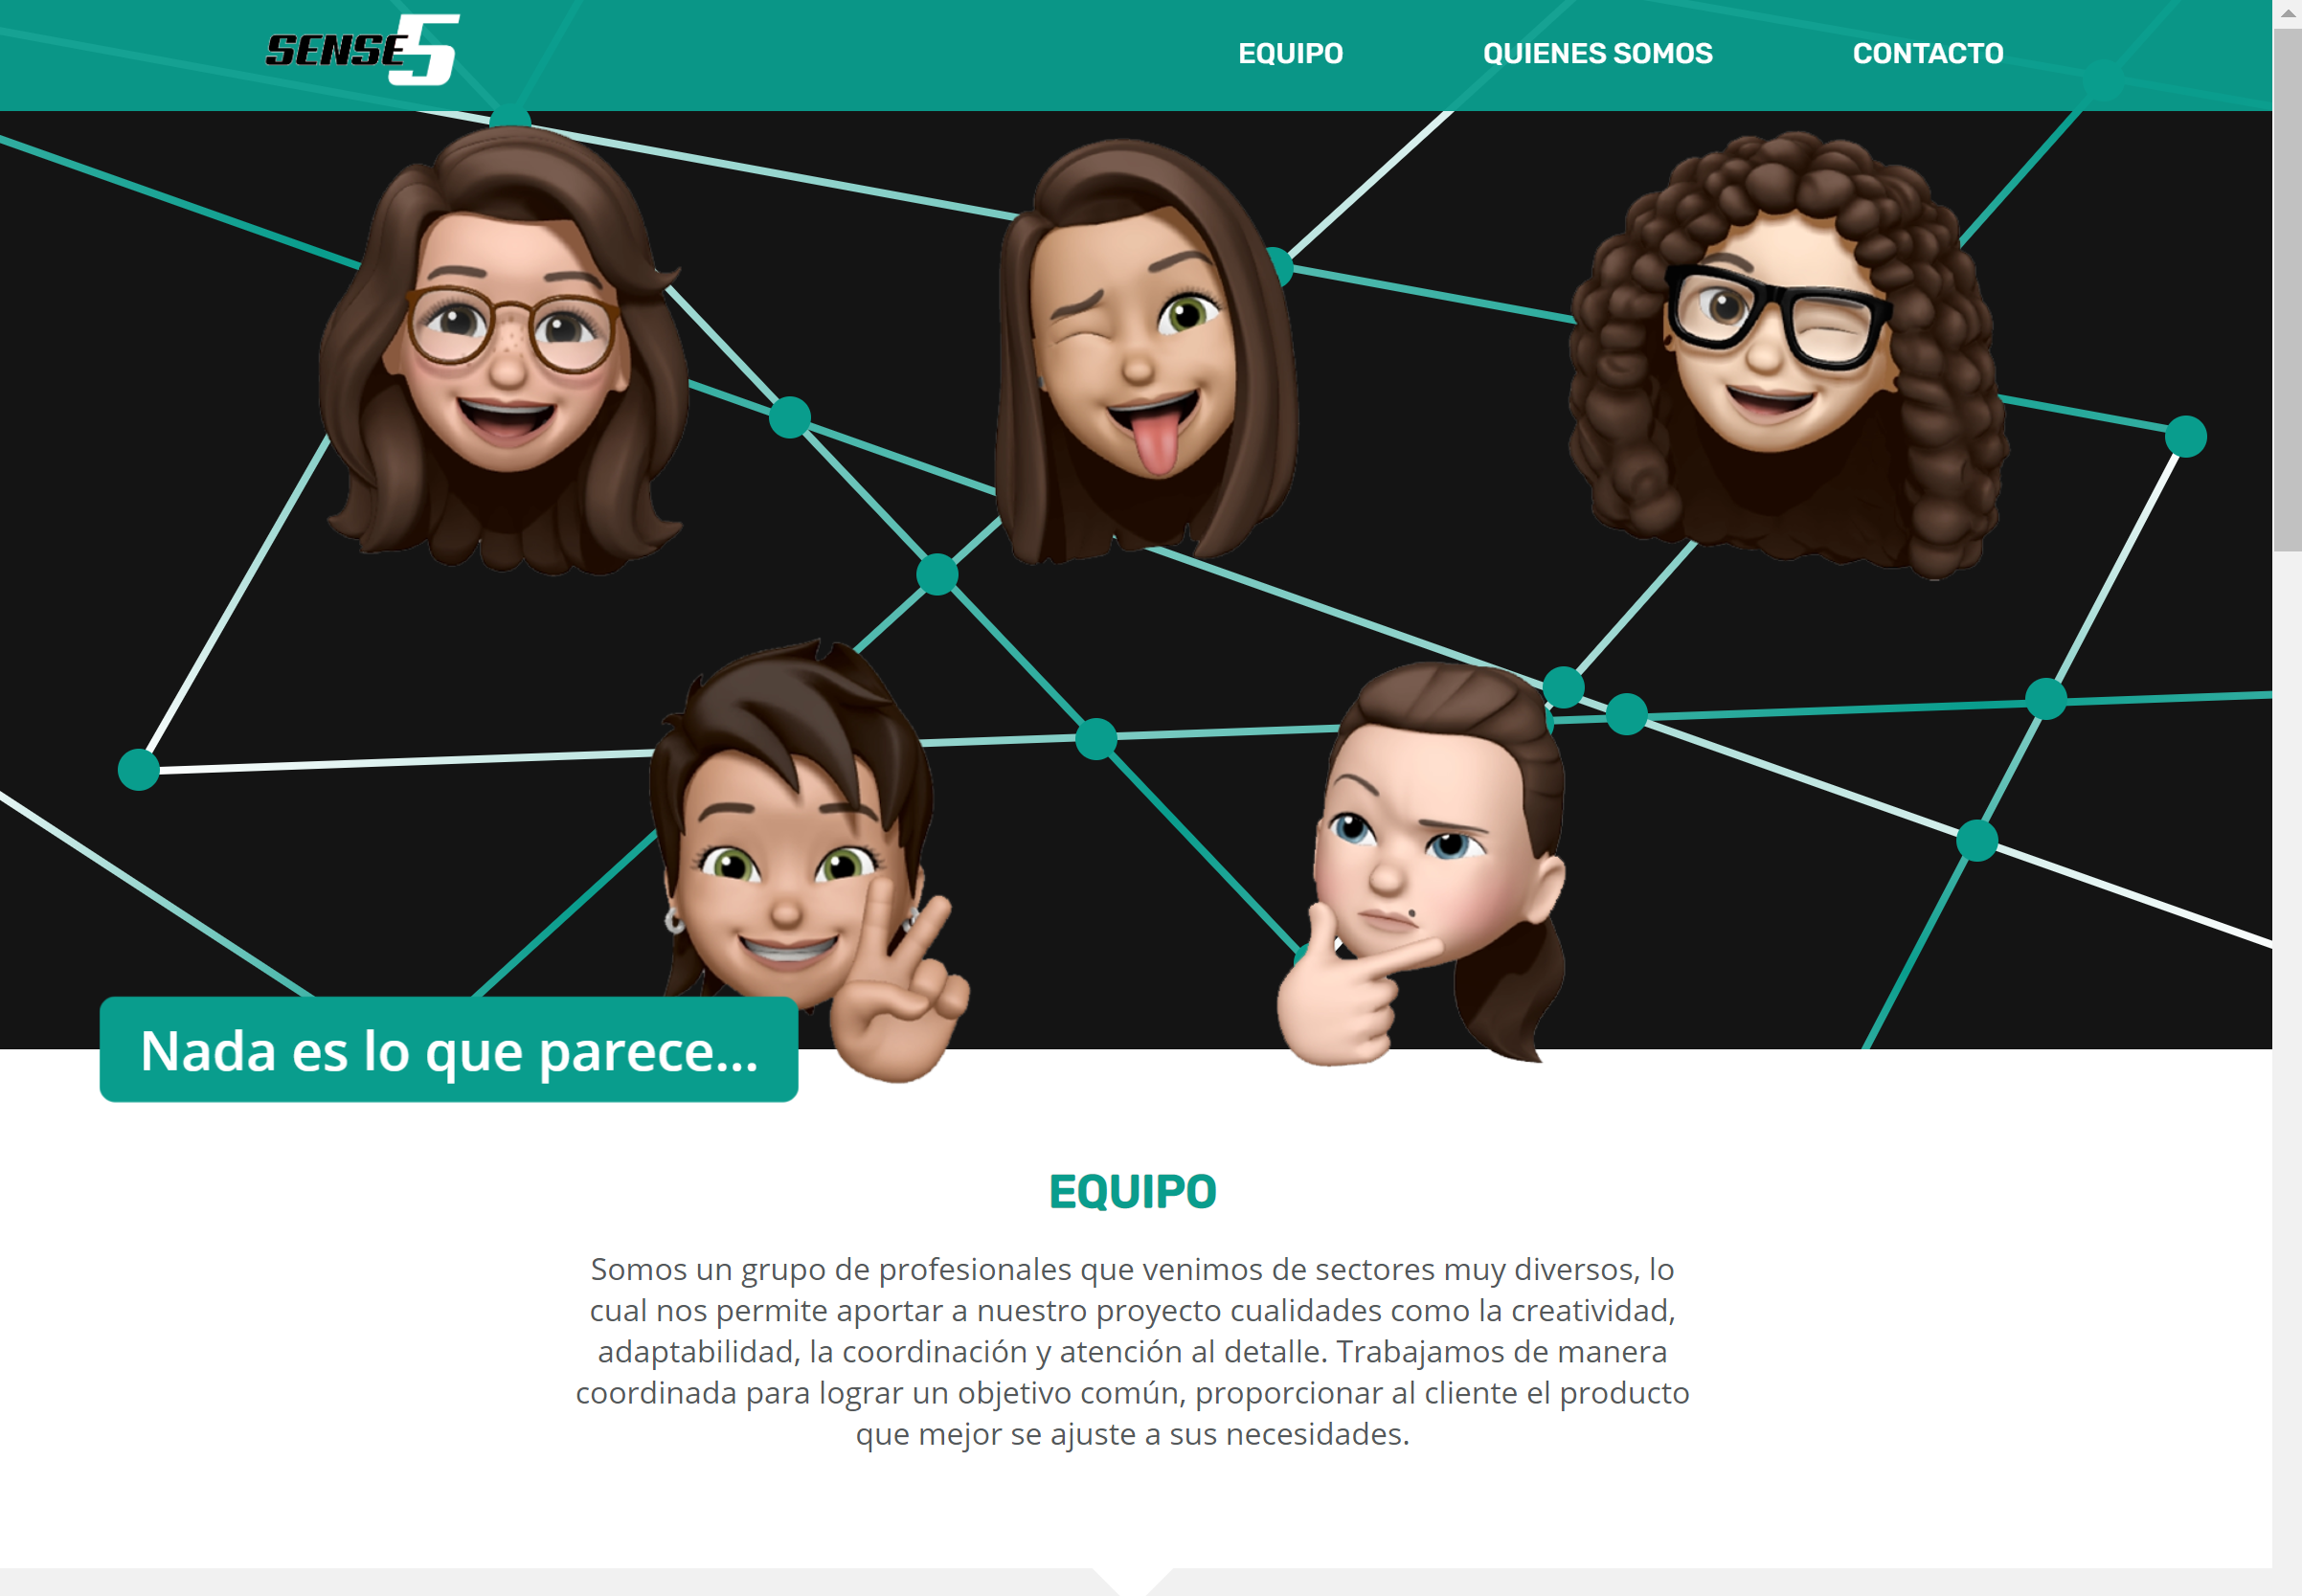 SENSE5
EQUIPO
QUIENES SOMOS
CONTACTO
Nada es lo que parece...
EQUIPO
Somos un grupo de profesionales que venimos de sectores muy diversos, lo
cual nos permite aportar a nuestro proyecto cualidades como la creatividad,
adaptabilidad, la coordinación y atención al detalle. Trabajamos de manera
coordinada para lograr un objetivo común, proporcionar al cliente el producto
que mejor se ajuste a sus necesidades.